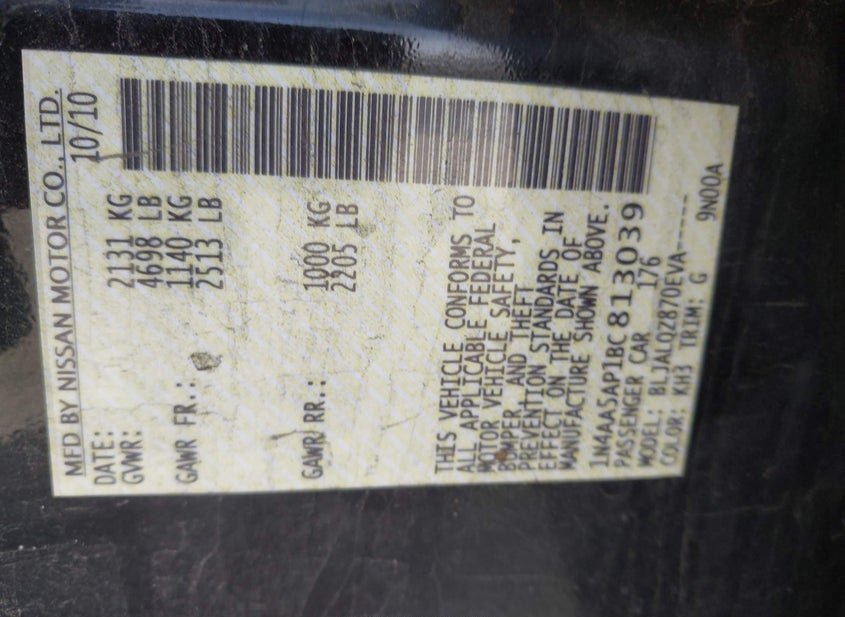 MFD BY NISSAN MOTOR CO., LTD.
DATE: 10/10
GVWR: 2131 KG
4698 LB
GAWR FR.: 1140 KG
2513 LB
GAWR RR.: 1000 KG
2205 LB
THIS VEHICLE CONFORMS TO
ALL APPLICABLE FEDERAL
MOTOR VEHICLE SAFETY,
BUMPER, AND THEFT
PREVENTION STANDARDS IN
EFFECT ON THE DATE OF
MANUFACTURE SHOWN ABOVE.
1N4AA5AP1BC813039
PASSENGER CAR 176
MODEL: BLJALQZ870EVA-----
COLOR: KH3 TRIM: G 9N00A